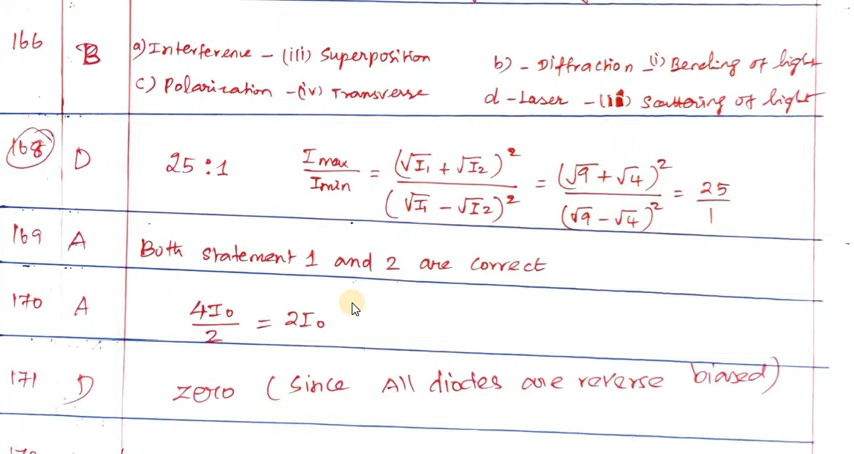 166 B a) Interference - (iii) Superposition b) - Diffraction - (i) Bending of light
c) Polarization - (iv) Transverse d - Laser - (ii) Scattering of light
168 D 25 : 1 Imax/Imin = (√I1 + √I2)²/(√I1 - √I2)² = (√9 + √4)²/(√9 - √4)² = 25/1
169 A Both statement 1 and 2 are correct
170 A 4I0/2 = 2I0
171 D zero (Since All diodes are reverse biased)